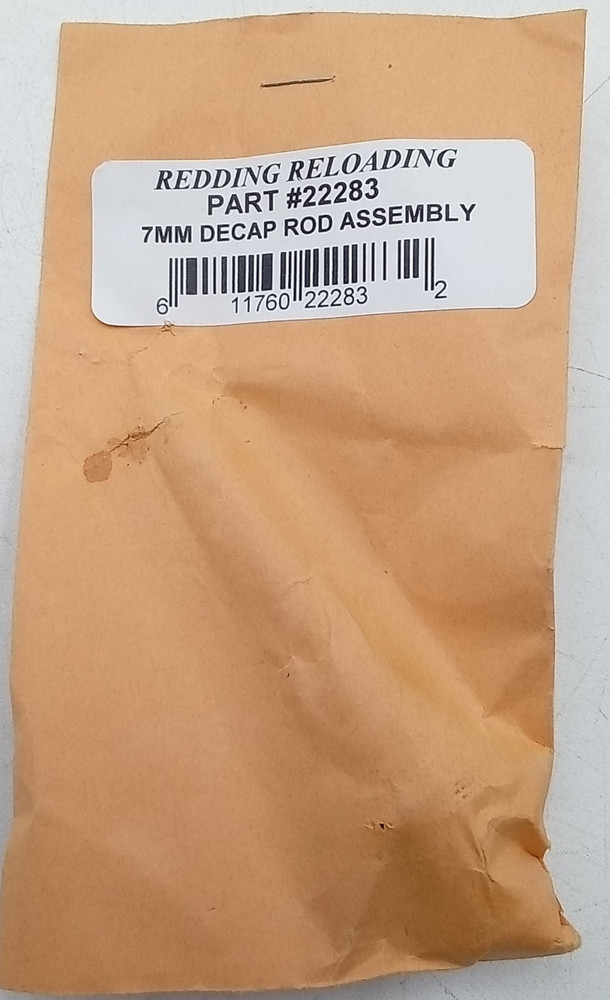 REDDING RELOADING
PART #22283
7MM DECAP ROD ASSEMBLY
6 11760 22283 2